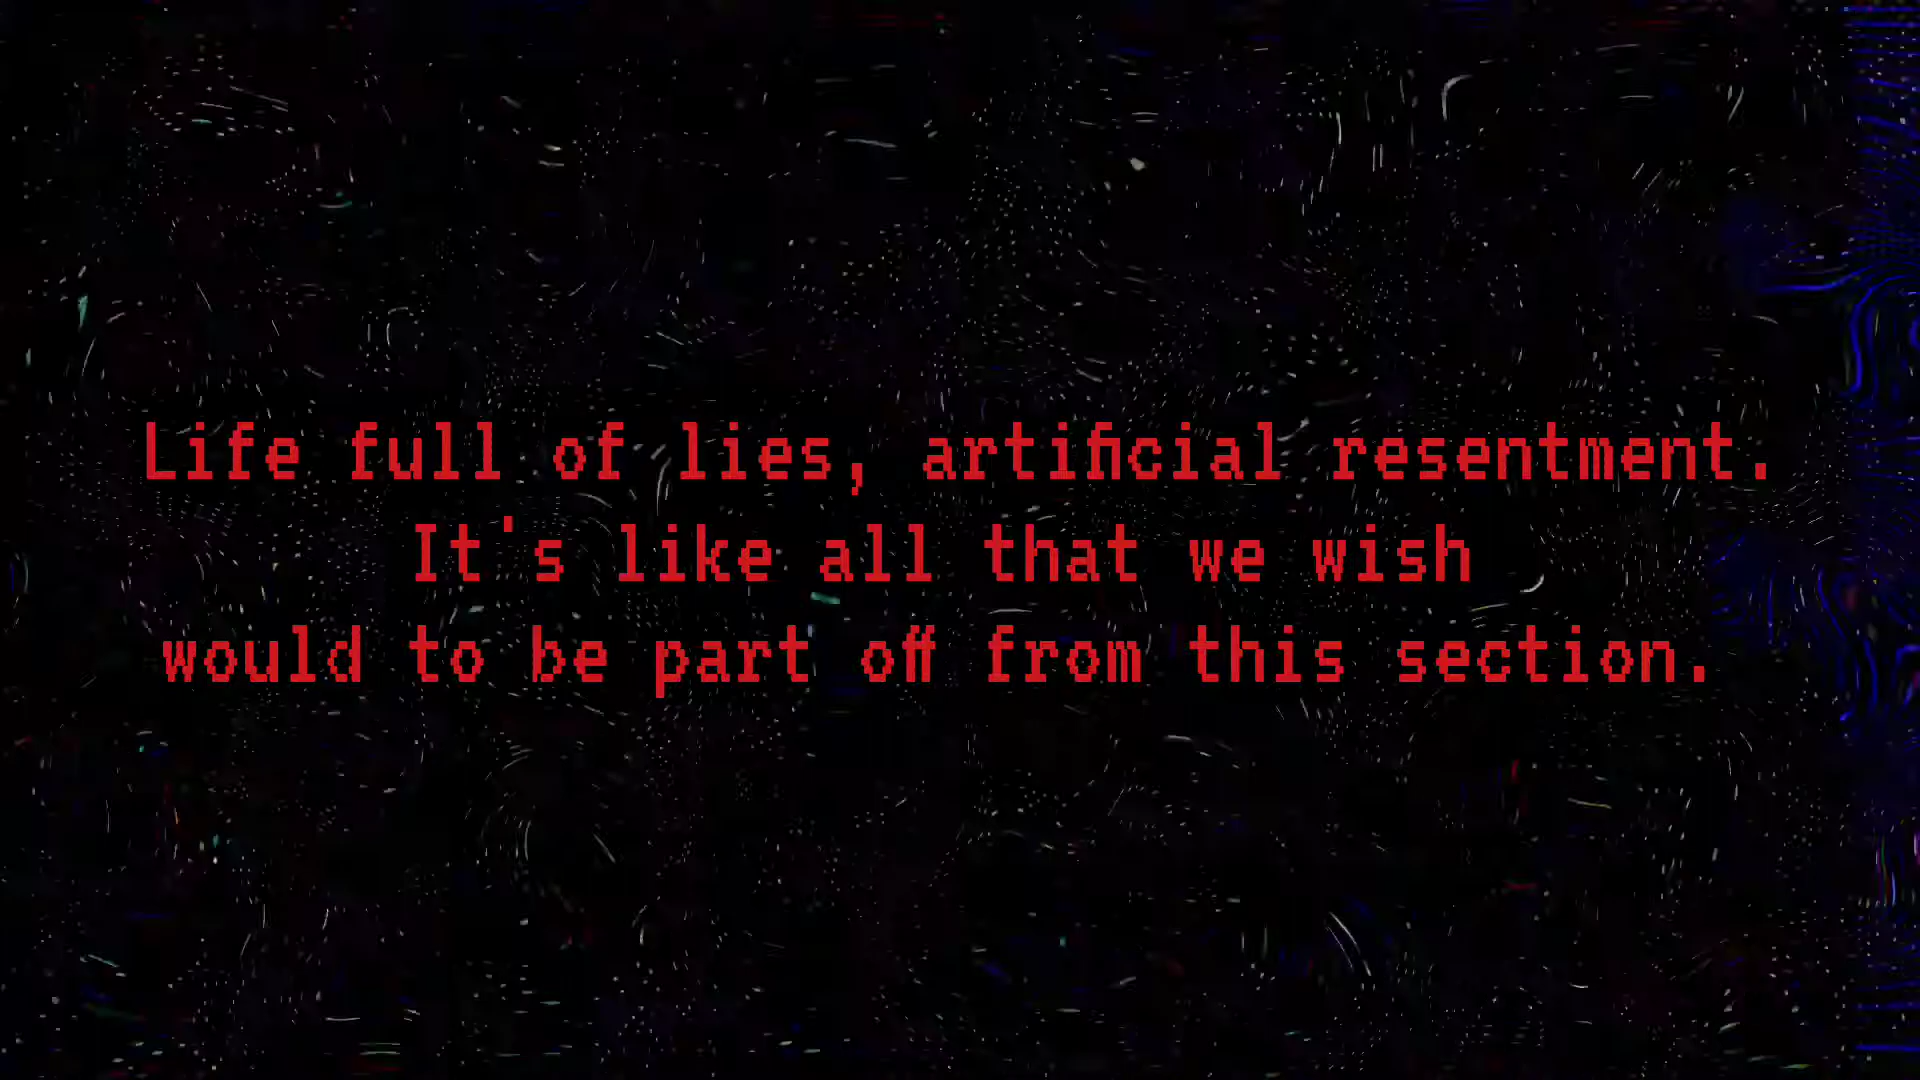 Life full of lies, artificial resentment.
It's like all that we wish
would to be part off from this section.